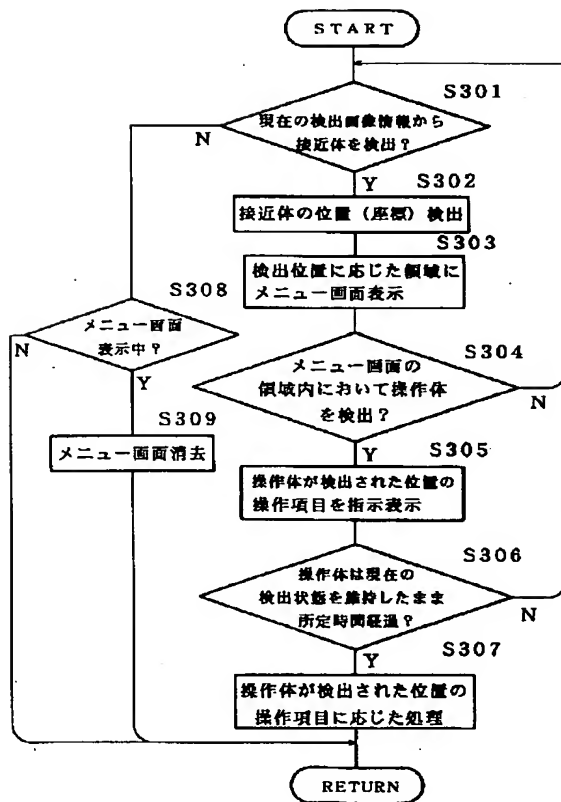 START
S301
現在の検出画像情報から
接近体を検出？
N
Y
S302
接近体の位置（座標）検出
S303
検出位置に応じた領域に
メニュー画面表示
S308
メニュー画面
表示中？
N
Y
S304
メニュー画面の
領域内において操作体
を検出？
N
Y
S309
メニュー画面消去
S305
操作体が検出された位置の
操作項目を指示表示
S306
操作体は現在の
検出状態を維持したまま
所定時間経過？
N
Y
S307
操作体が検出された位置の
操作項目に応じた処理
RETURN